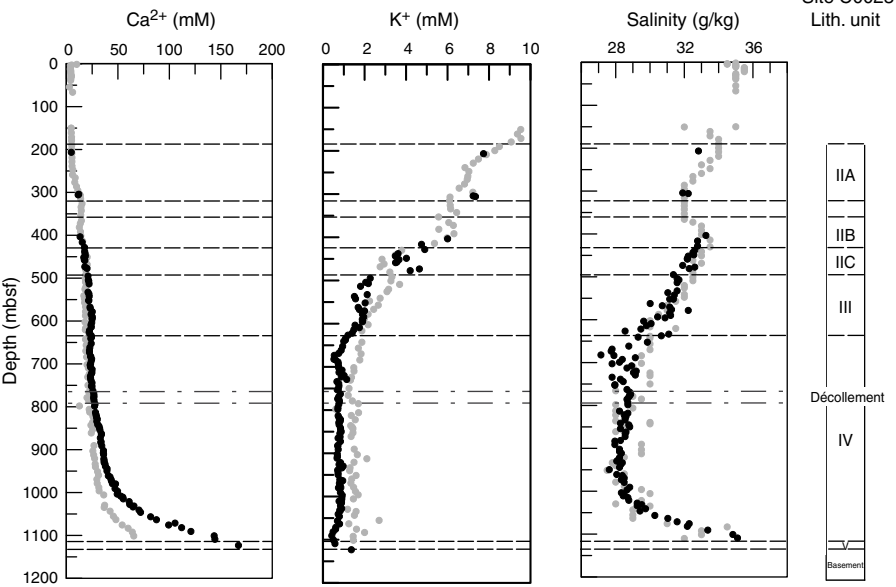 Site C0023
Ca2+ (mM)
K+ (mM)
Salinity (g/kg)
Lith. unit
0 50 100 150 200
0 2 4 6 8 10
28 32 36
Depth (mbsf)
0
100
200
300
400
500
600
700
800
900
1000
1100
1200
IIA
IIB
IIC
III
Décollement
IV
V
Basement